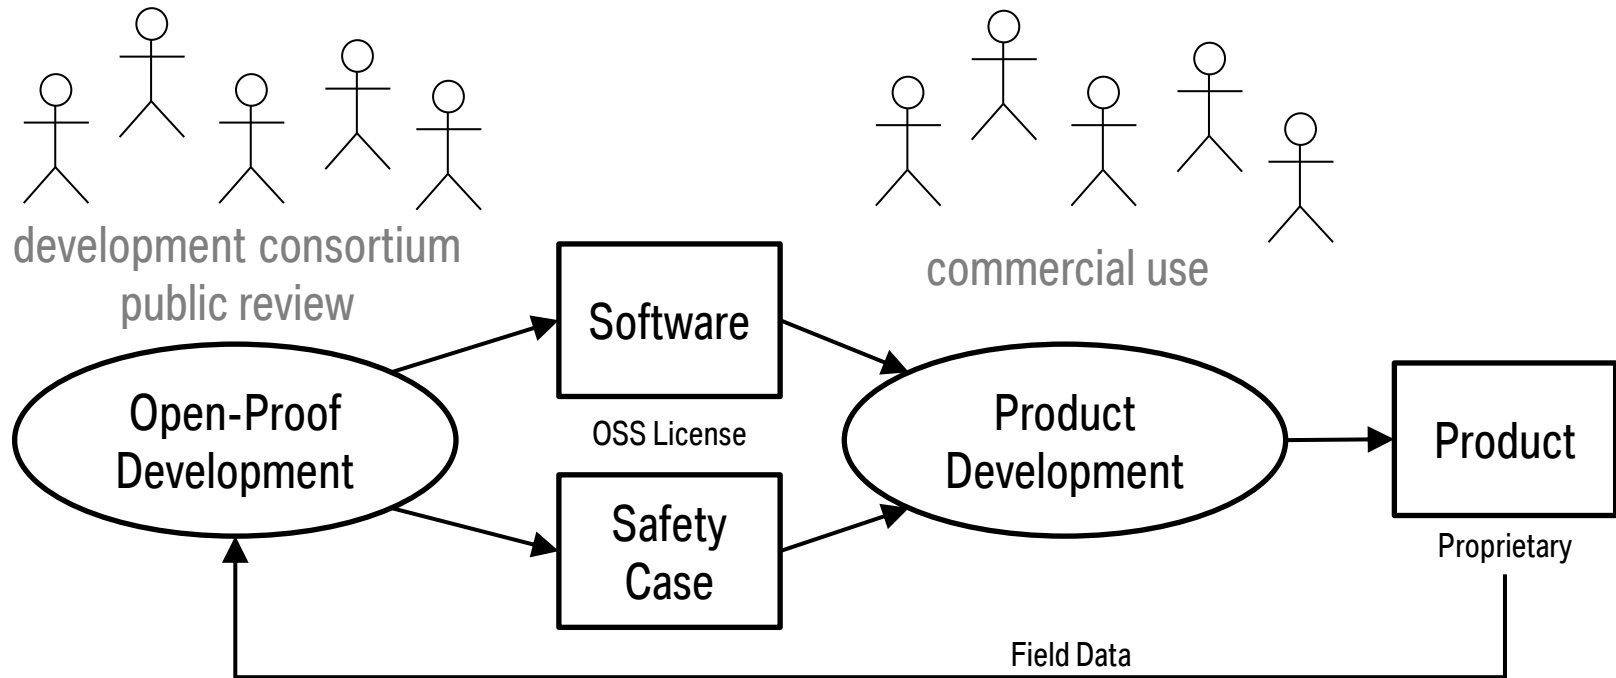 development consortium
public review
commercial use
Software
Open-Proof
Development
OSS License
Product
Development
Product
Safety
Case
Proprietary
Field Data